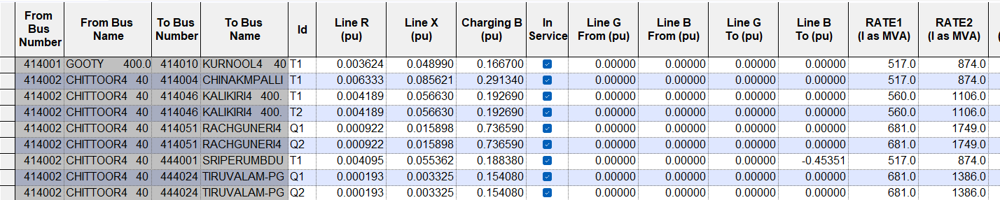 From Bus Number From Bus Name To Bus Number To Bus Name Id Line R (pu) Line X (pu) Charging B (pu) In Service Line G From (pu) Line B From (pu) Line G To (pu) Line B To (pu) RATE1 (I as MVA) RATE2 (I as MVA)
414001 GOOTY 400.0 414010 KURNOOL4 40 T1 0.003624 0.048990 0.166700 0.00000 0.00000 0.00000 0.00000 517.0 874.0
414002 CHITTOOR4 40 414004 CHINAKMPALLI T1 0.006333 0.085621 0.291340 0.00000 0.00000 0.00000 0.00000 517.0 874.0
414002 CHITTOOR4 40 414046 KALIKIRI4 400. T1 0.004189 0.056630 0.192690 0.00000 0.00000 0.00000 0.00000 560.0 1106.0
414002 CHITTOOR4 40 414046 KALIKIRI4 400. T2 0.004189 0.056630 0.192690 0.00000 0.00000 0.00000 0.00000 560.0 1106.0
414002 CHITTOOR4 40 414051 RACHGUNERI4 Q1 0.000922 0.015898 0.736590 0.00000 0.00000 0.00000 0.00000 681.0 1749.0
414002 CHITTOOR4 40 414051 RACHGUNERI4 Q2 0.000922 0.015898 0.736590 0.00000 0.00000 0.00000 0.00000 681.0 1749.0
414002 CHITTOOR4 40 444001 SRIPERUMBDU T1 0.004095 0.055362 0.188380 0.00000 0.00000 0.00000 -0.45351 517.0 874.0
414002 CHITTOOR4 40 444024 TIRUVALAM-PG Q1 0.000193 0.003325 0.154080 0.00000 0.00000 0.00000 0.00000 681.0 1386.0
414002 CHITTOOR4 40 444024 TIRUVALAM-PG Q2 0.000193 0.003325 0.154080 0.00000 0.00000 0.00000 0.00000 681.0 1386.0